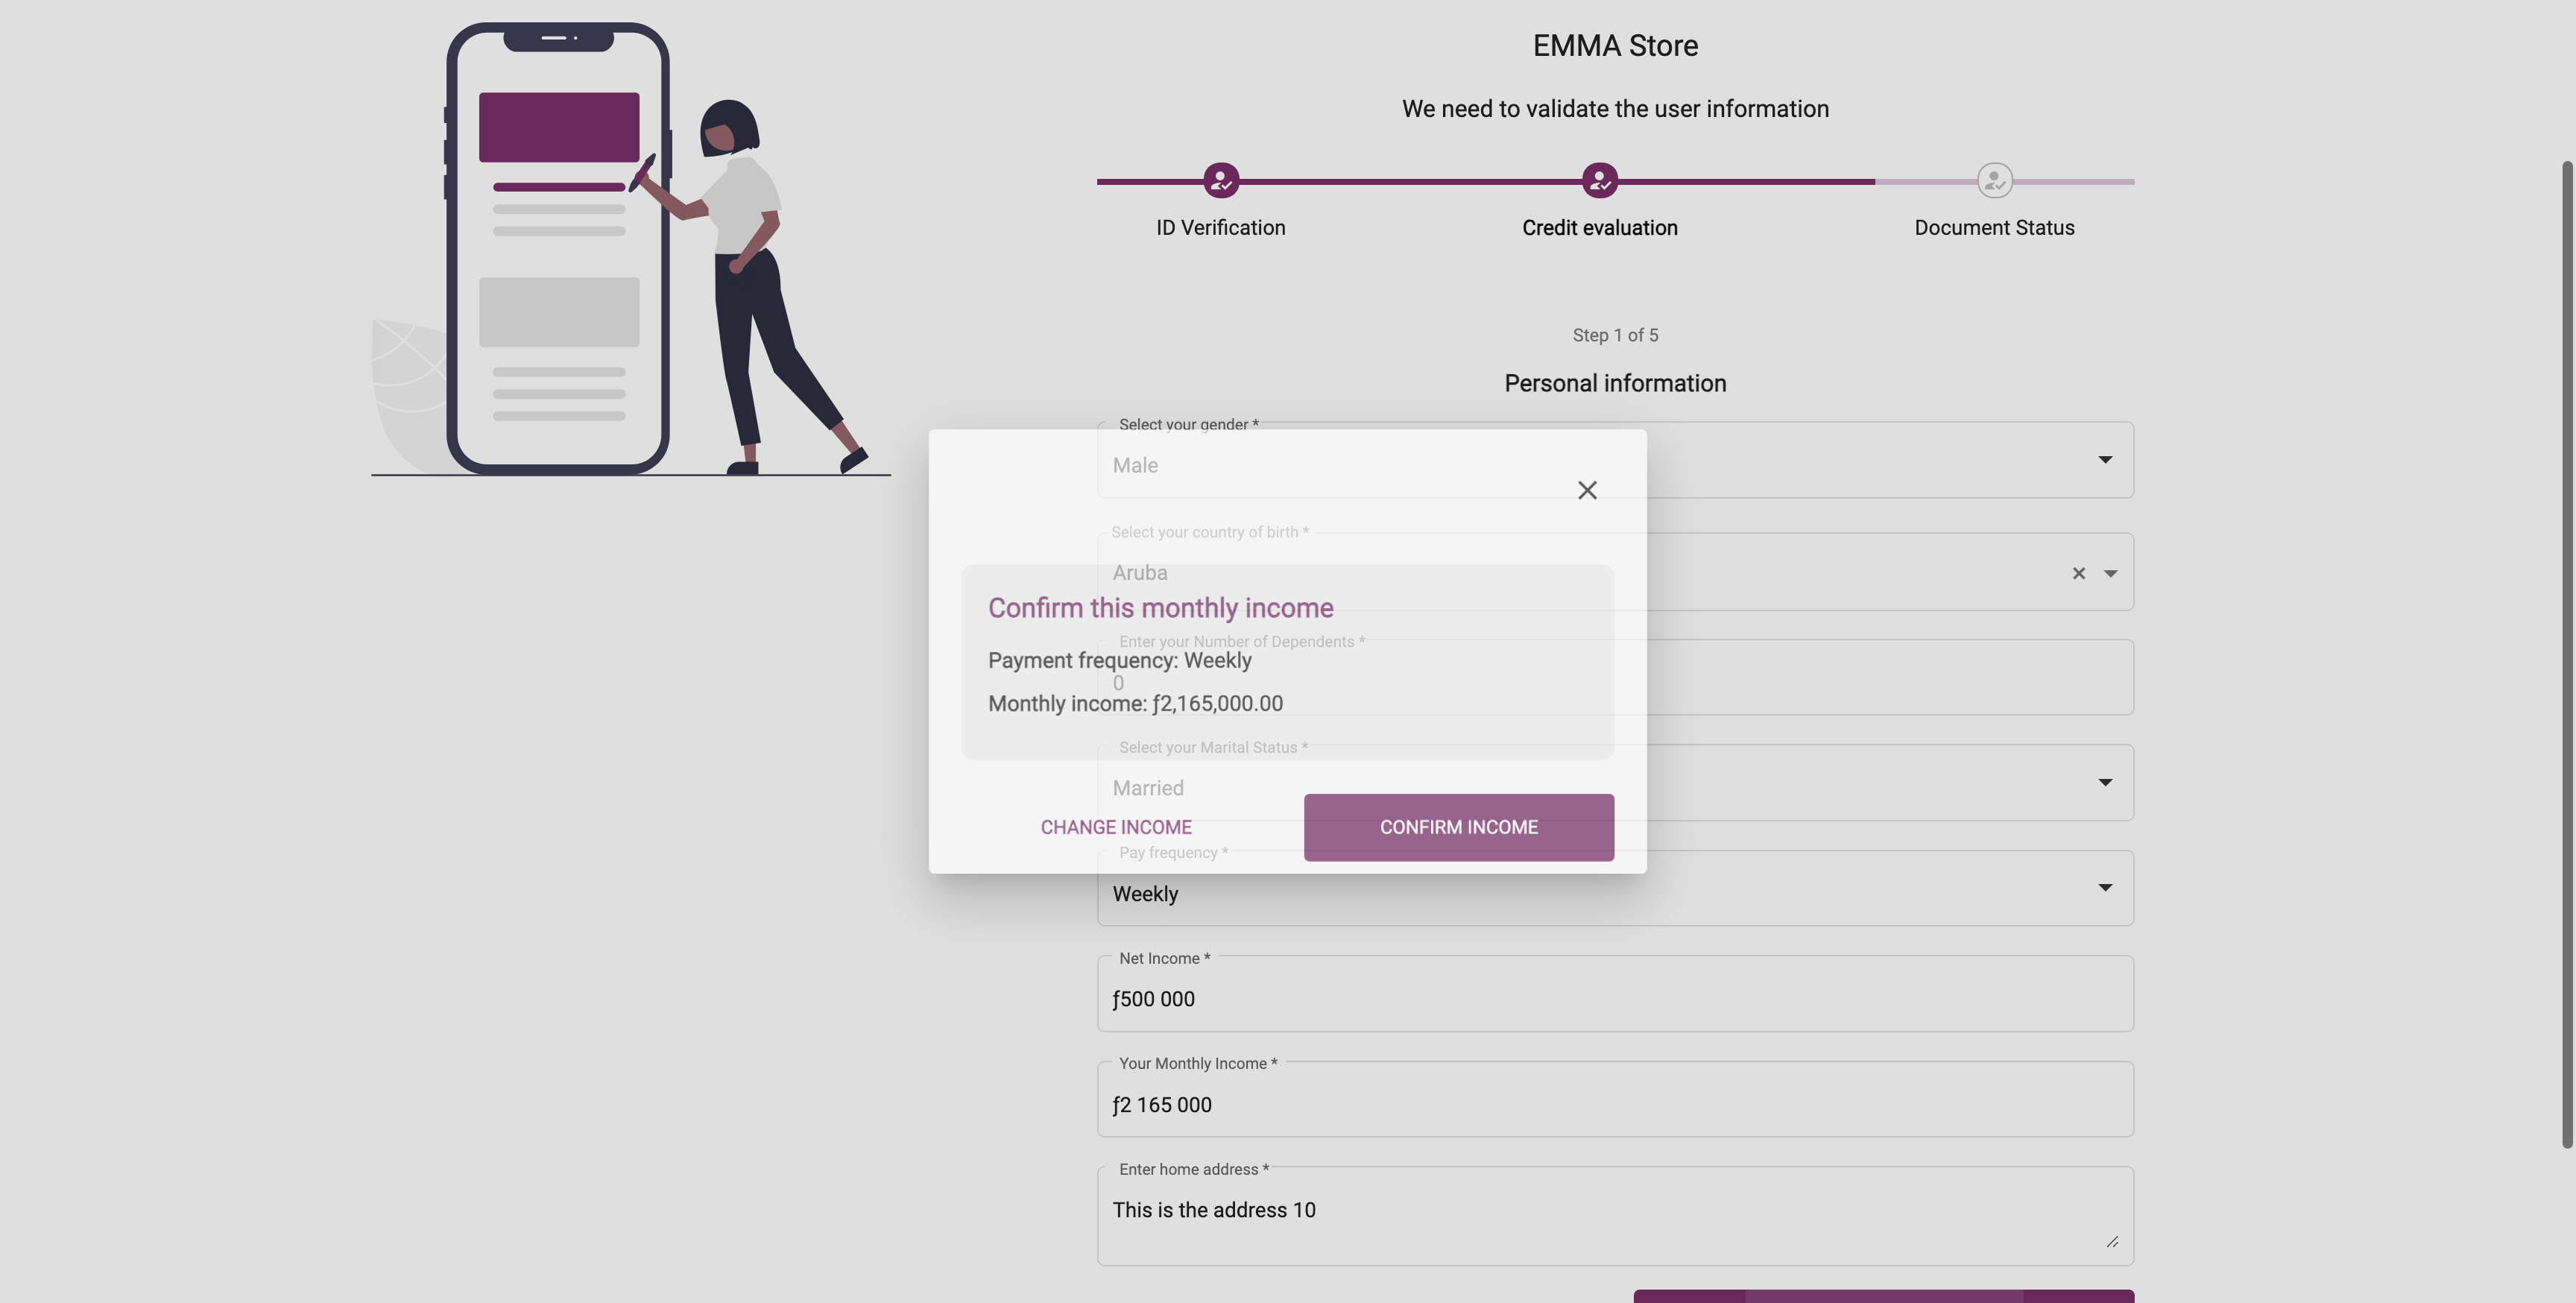 EMMA Store
We need to validate the user information
ID Verification
Credit evaluation
Document Status
Step 1 of 5
Personal information
Select your gender *
Male
Select your country of birth *
Aruba
Confirm this monthly income
Enter your Number of Dependents *
Payment frequency: Weekly
0
Monthly income: ƒ2,165,000.00
Select your Marital Status *
Married
CHANGE INCOME
CONFIRM INCOME
Pay frequency *
Weekly
Net Income *
ƒ500 000
Your Monthly Income *
ƒ2 165 000
Enter home address *
This is the address 10